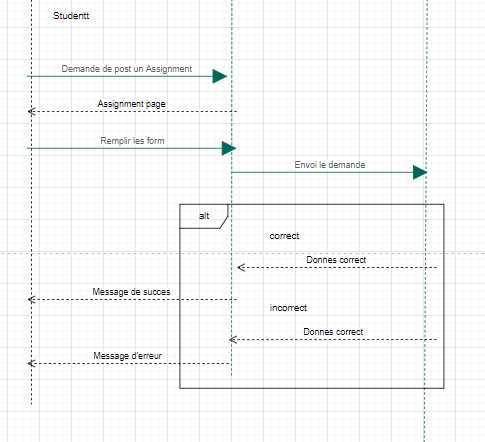 Studentt
Demande de post un Assignment
Assignment page
Remplir les form
Envoi le demande
alt
correct
Donnes correct
Message de succes
incorrect
Donnes correct
Message d'erreur